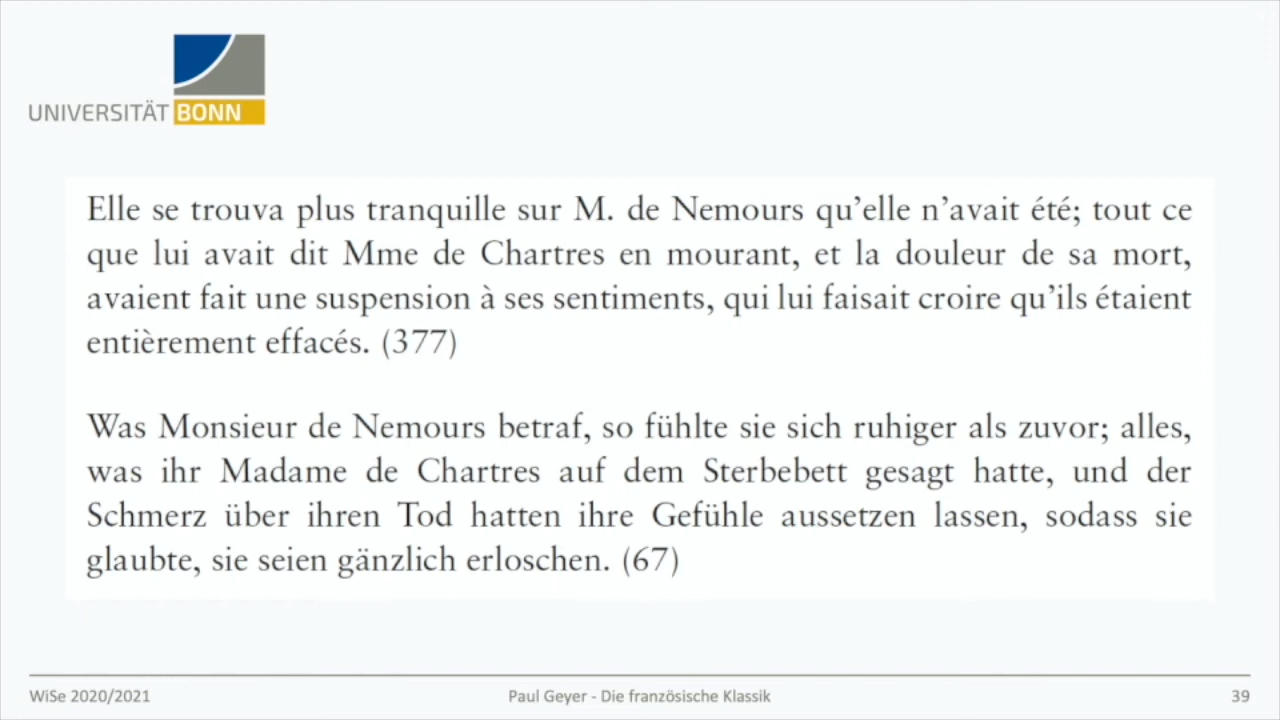 UNIVERSITÄT BONN
Elle se trouva plus tranquille sur M. de Nemours qu’elle n’avait été; tout ce
que lui avait dit Mme de Chartres en mourant, et la douleur de sa mort,
avaient fait une suspension à ses sentiments, qui lui faisait croire qu’ils étaient
entièrement effacés. (377)
Was Monsieur de Nemours betraf, so fühlte sie sich ruhiger als zuvor; alles,
was ihr Madame de Chartres auf dem Sterbebett gesagt hatte, und der
Schmerz über ihren Tod hatten ihre Gefühle aussetzen lassen, sodass sie
glaubte, sie seien gänzlich erloschen. (67)
WiSe 2020/2021 Paul Geyer - Die französische Klassik 39